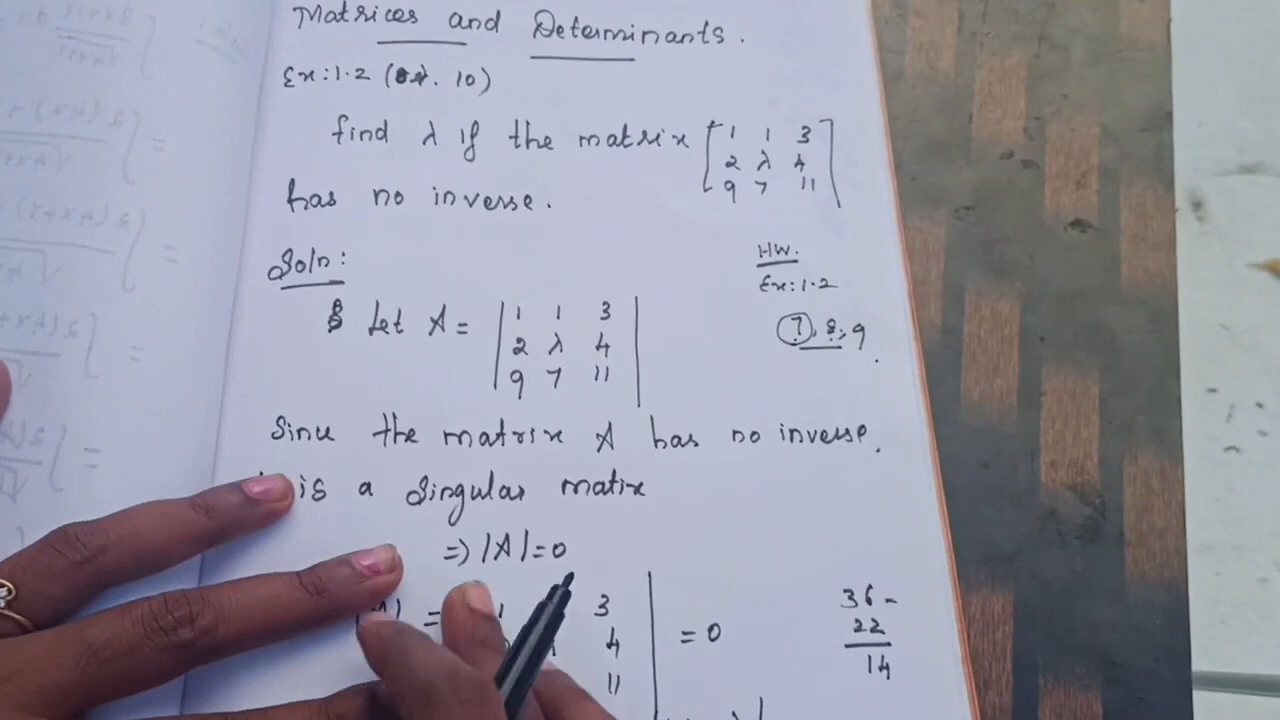 Matrices and Determinants.
Ex: 1.2 ( 10)
find λ if the matrix [ 1 1 3
2 λ 4
9 7 11 ]
has no inverse.
Soln:
Let A = | 1 1 3
2 λ 4
9 7 11 |
HW.
Ex: 1.2
7, 8, 9.
Since the matrix A has no inverse.
is a singular matix
=> |A| = 0
= 1 3
4
11 | = 0
36 -
22
14